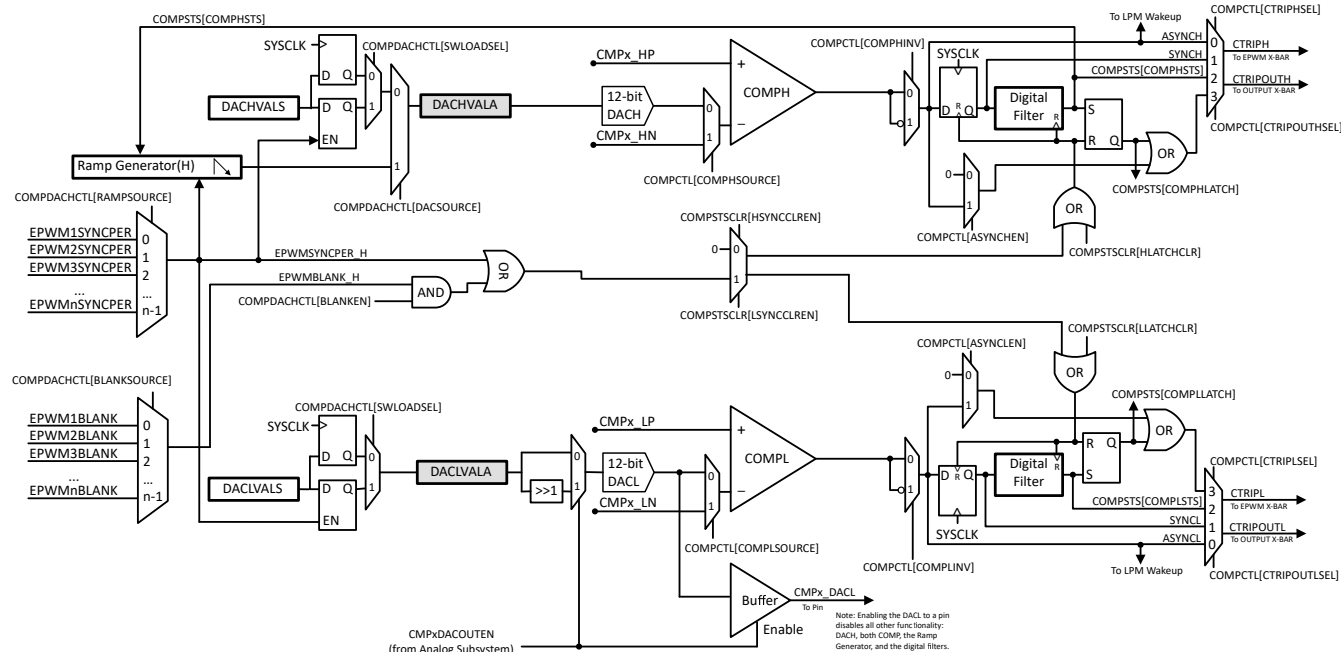 COMPSTS[COMPHSTS]
SYSCLK
D Q
COMPDACHCTL[SWLOADSEL]
0
1
DACHVALS
D Q
EN
0
1
DACHVALA
Ramp Generator(H)
COMPDACHCTL[DACSOURCE]
CMPx_HP
12-bit
DACH
CMPx_HN
0
1
COMPCTL[COMPHSOURCE]
+
−
COMPH
COMPCTL[COMPHINV]
0
1
To LPM Wakeup
ASYNCH
SYNCH
COMPSTS[COMPHSTS]
SYSCLK
D R Q
Digital
Filter
R
S
R Q
OR
COMPSTS[COMPHLATCH]
0
0
1
COMPCTL[ASYNCHEN]
OR
COMPSTSCLR[HLATCHCLR]
COMPCTL[CTRIPHSEL]
0
1
2
3
CTRIPH
To EPWM X-BAR
CTRIPOUTH
To OUTPUT X-BAR
COMPCTL[CTRIPOUTHSEL]
COMPDACHCTL[RAMPSOURCE]
EPWM1SYNCPER
EPWM2SYNCPER
EPWM3SYNCPER
...
EPWMnSYNCPER
0
1
2
...
n-1
EPWMSYNCPER_H
EPWMBLANK_H
COMPDACHCTL[BLANKEN]
AND
OR
COMPSTSCLR[HSYNCCLREN]
0
0
1
COMPSTSCLR[LSYNCCLREN]
COMPDACHCTL[BLANKSOURCE]
EPWM1BLANK
EPWM2BLANK
EPWM3BLANK
...
EPWMnBLANK
0
1
2
...
n-1
COMPDACHCTL[SWLOADSEL]
SYSCLK
D Q
0
1
DACLVALS
D Q
EN
DACLVALA
>>1
0
1
CMPx_LP
12-bit
DACL
CMPx_LN
0
1
COMPCTL[COMPLSOURCE]
+
−
COMPL
0
1
COMPCTL[COMPLINV]
COMPCTL[ASYNCLEN]
0
0
1
COMPSTSCLR[LLATCHCLR]
OR
COMPSTS[COMPLLATCH]
D R Q
SYSCLK
Digital
Filter
R
R Q
S
OR
COMPSTS[COMPLSTS]
SYNCL
ASYNCL
To LPM Wakeup
COMPCTL[CTRIPLSEL]
3
2
1
0
CTRIPL
To EPWM X-BAR
CTRIPOUTL
To OUTPUT X-BAR
COMPCTL[CTRIPOUTLSEL]
Buffer
Enable
CMPx_DACL
To Pin
Note: Enabling the DACL to a pin
disables all other functionality:
DACH, both COMP, the Ramp
Generator, and the digital filters.
CMPxDACOUTEN
(from Analog Subsystem)